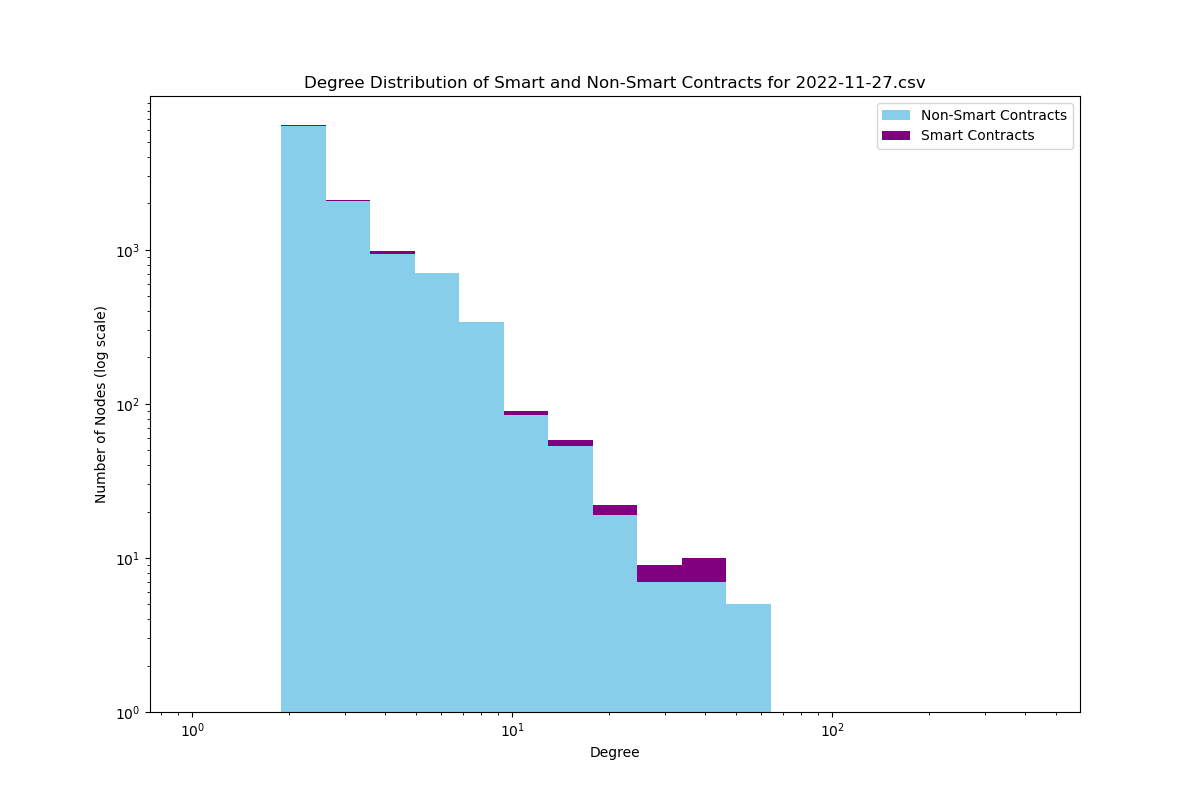 Degree Distribution of Smart and Non-Smart Contracts for 2022-11-27.csv
Non-Smart Contracts
Smart Contracts
Number of Nodes (log scale)
10³
10²
10¹
10⁰
10⁰ 10¹ 10²
Degree